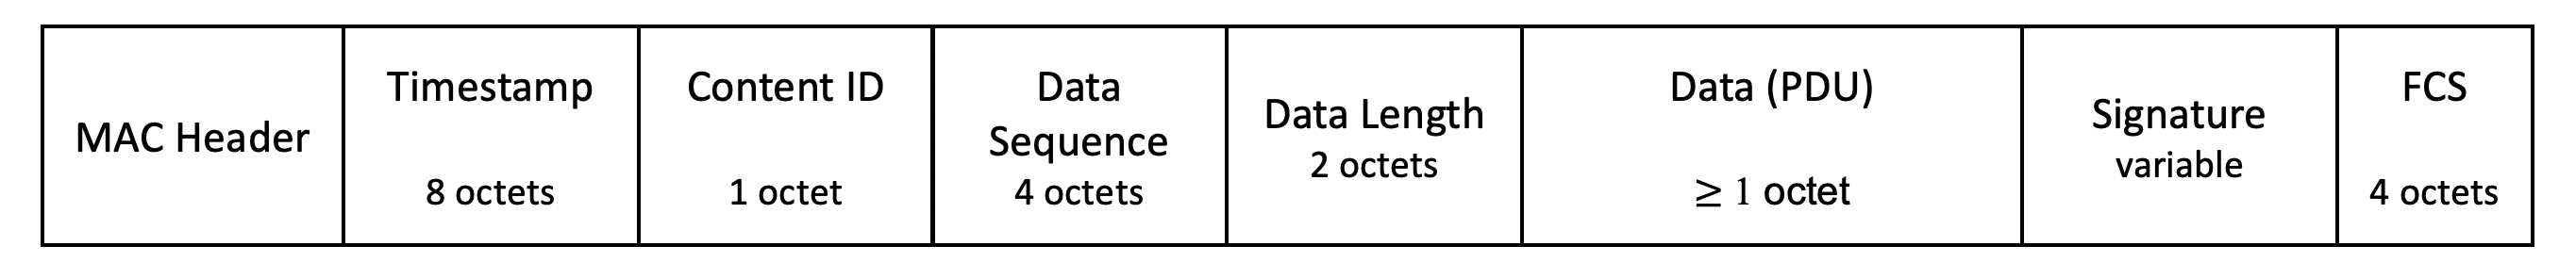 MAC Header
Timestamp
8 octets
Content ID
1 octet
Data
Sequence
4 octets
Data Length
2 octets
Data (PDU)
≥ 1 octet
Signature
variable
FCS
4 octets